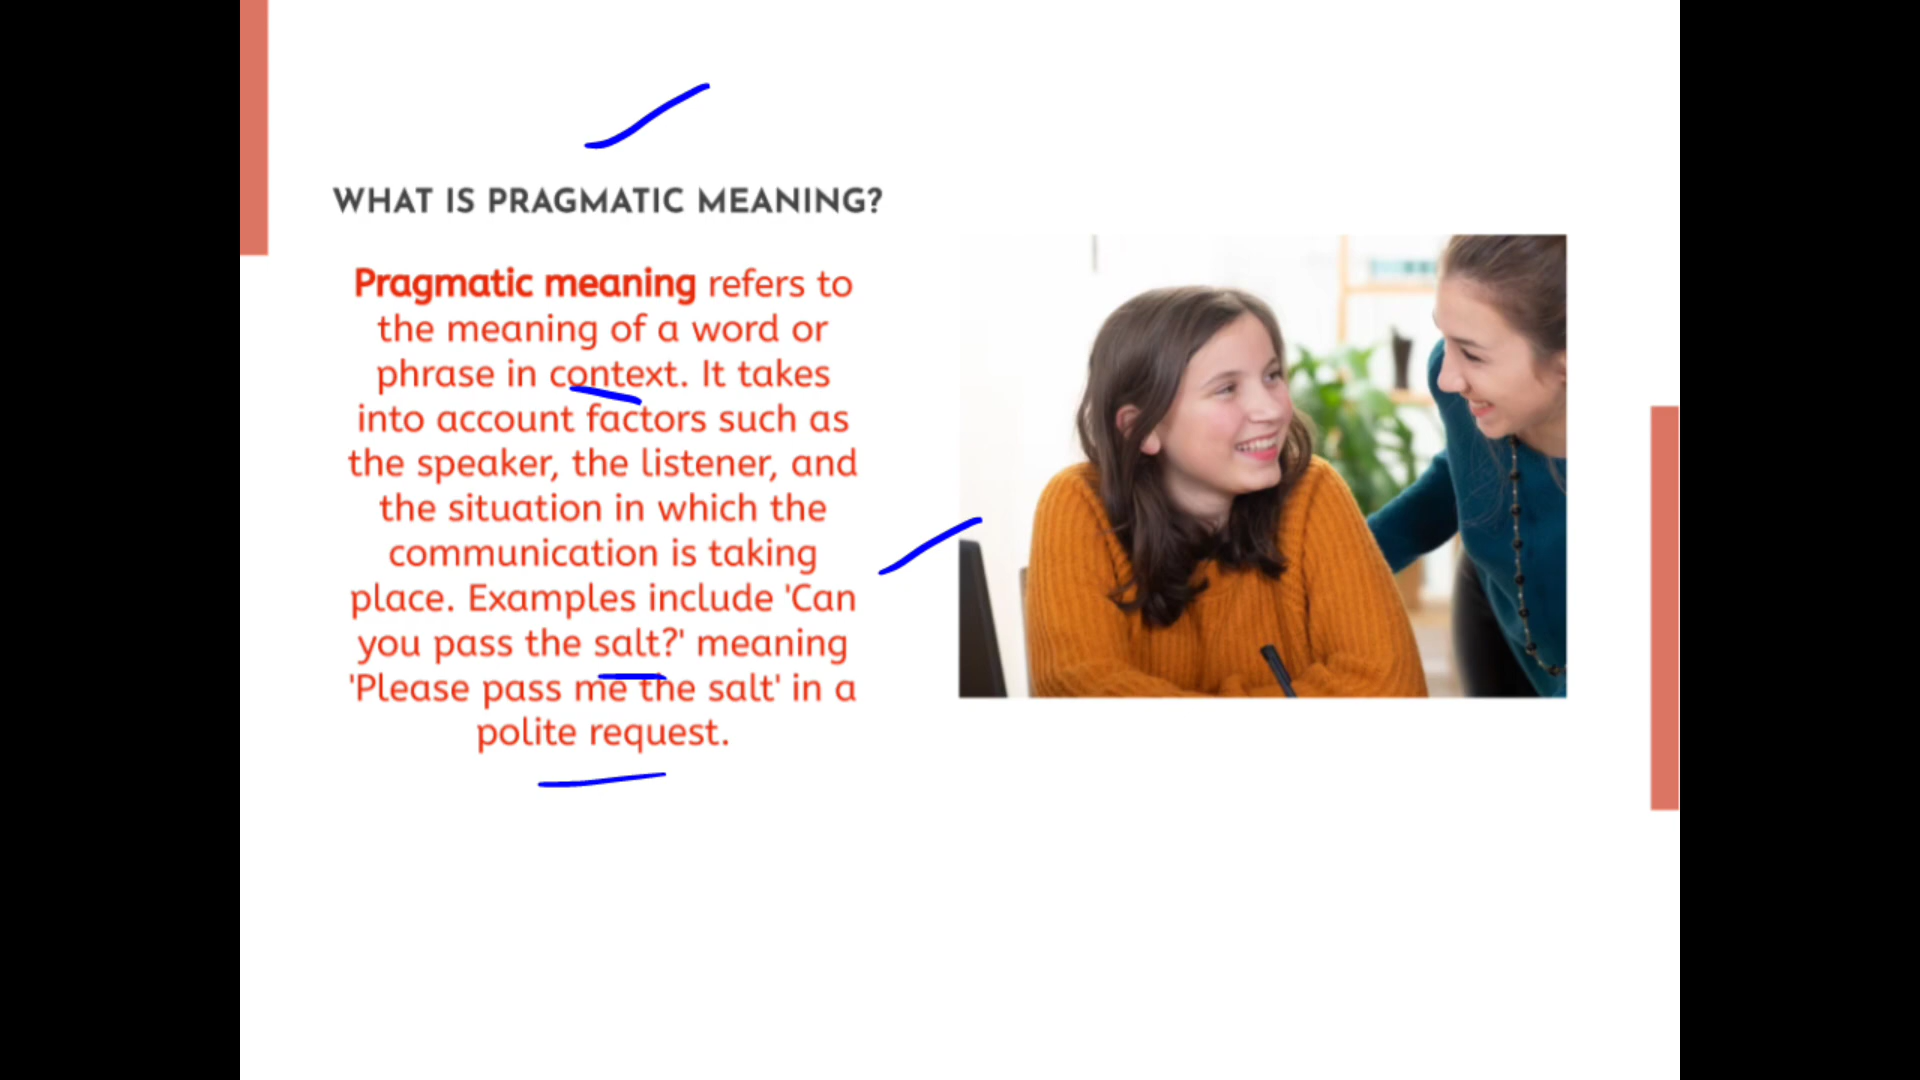 WHAT IS PRAGMATIC MEANING?
Pragmatic meaning refers to
the meaning of a word or
phrase in context. It takes
into account factors such as
the speaker, the listener, and
the situation in which the
communication is taking
place. Examples include 'Can
you pass the salt?' meaning
'Please pass me the salt' in a
polite request.